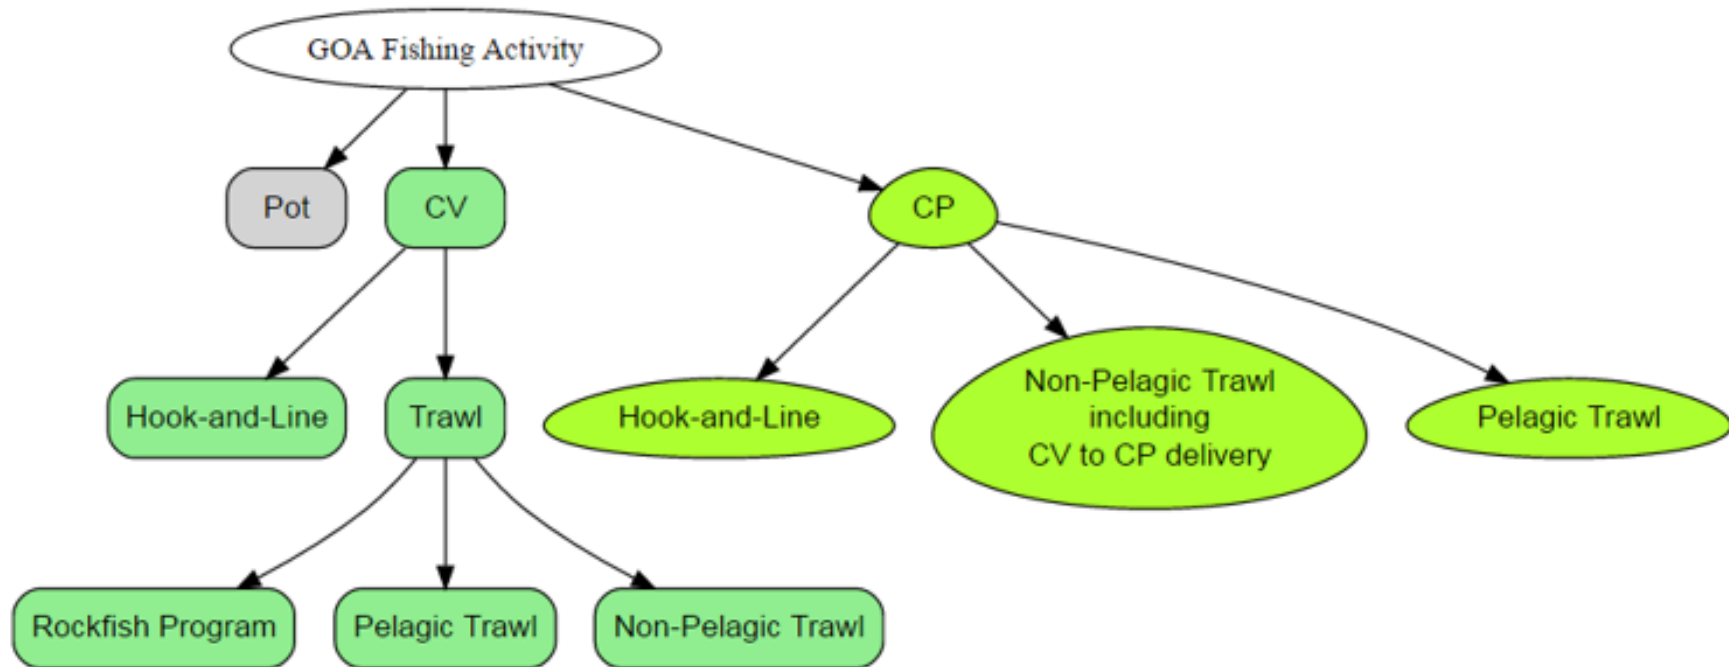 GOA Fishing Activity
Pot
CV
CP
Hook-and-Line
Trawl
Hook-and-Line
Non-Pelagic Trawl
including
CV to CP delivery
Pelagic Trawl
Rockfish Program
Pelagic Trawl
Non-Pelagic Trawl